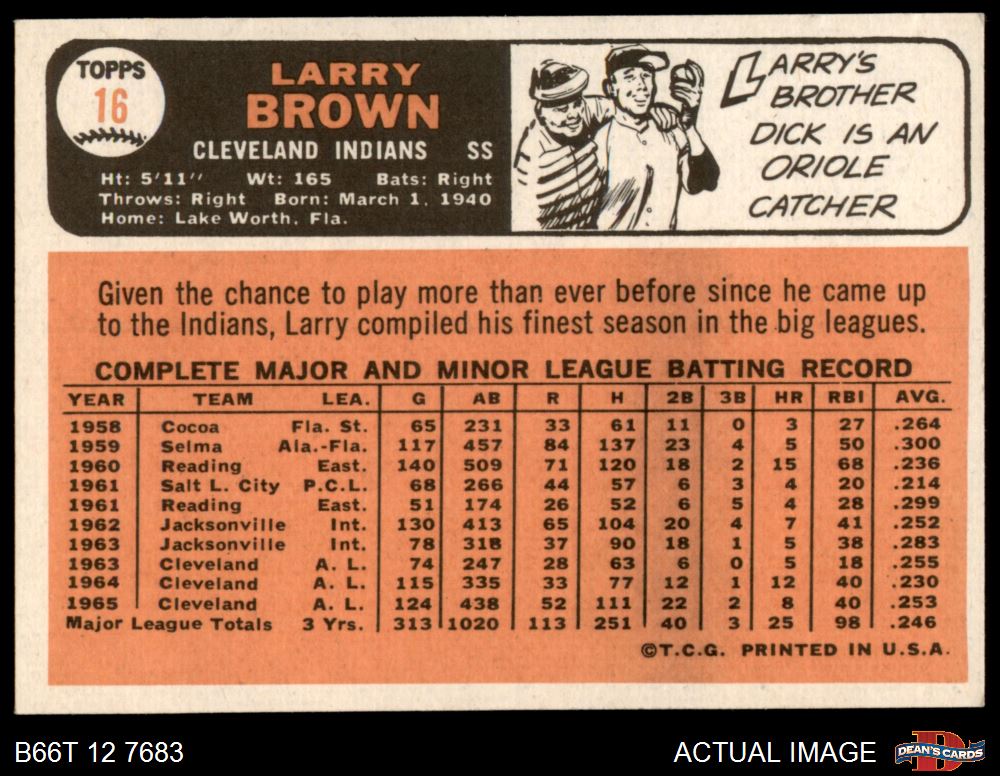 TOPPS
16
LARRY
BROWN
CLEVELAND INDIANS SS
Ht: 5'11" Wt: 165 Bats: Right
Throws: Right Born: March 1, 1940
Home: Lake Worth, Fla.
LARRY'S
BROTHER
DICK IS AN
ORIOLE
CATCHER
Given the chance to play more than ever before since he came up
to the Indians, Larry compiled his finest season in the big leagues.
COMPLETE MAJOR AND MINOR LEAGUE BATTING RECORD
YEAR TEAM LEA. G AB R H 2B 3B HR RBI AVG.
1958 Cocoa Fla. St. 65 231 33 61 11 0 3 27 .264
1959 Selma Ala.-Fla. 117 457 84 137 23 4 5 50 .300
1960 Reading East. 140 509 71 120 18 2 15 68 .236
1961 Salt L. City P.C.L. 68 266 44 57 6 3 4 20 .214
1961 Reading East. 51 174 26 52 6 5 4 28 .299
1962 Jacksonville Int. 130 413 65 104 20 4 7 41 .252
1963 Jacksonville Int. 78 318 37 90 18 1 5 38 .283
1963 Cleveland A. L. 74 247 28 63 6 0 5 18 .255
1964 Cleveland A. L. 115 335 33 77 12 1 12 40 .230
1965 Cleveland A. L. 124 438 52 111 22 2 8 40 .253
Major League Totals 3 Yrs. 313 1020 113 251 40 3 25 98 .246
©T.C.G. PRINTED IN U.S.A.
B66T 12 7683
ACTUAL IMAGE
D
DEAN'S CARDS